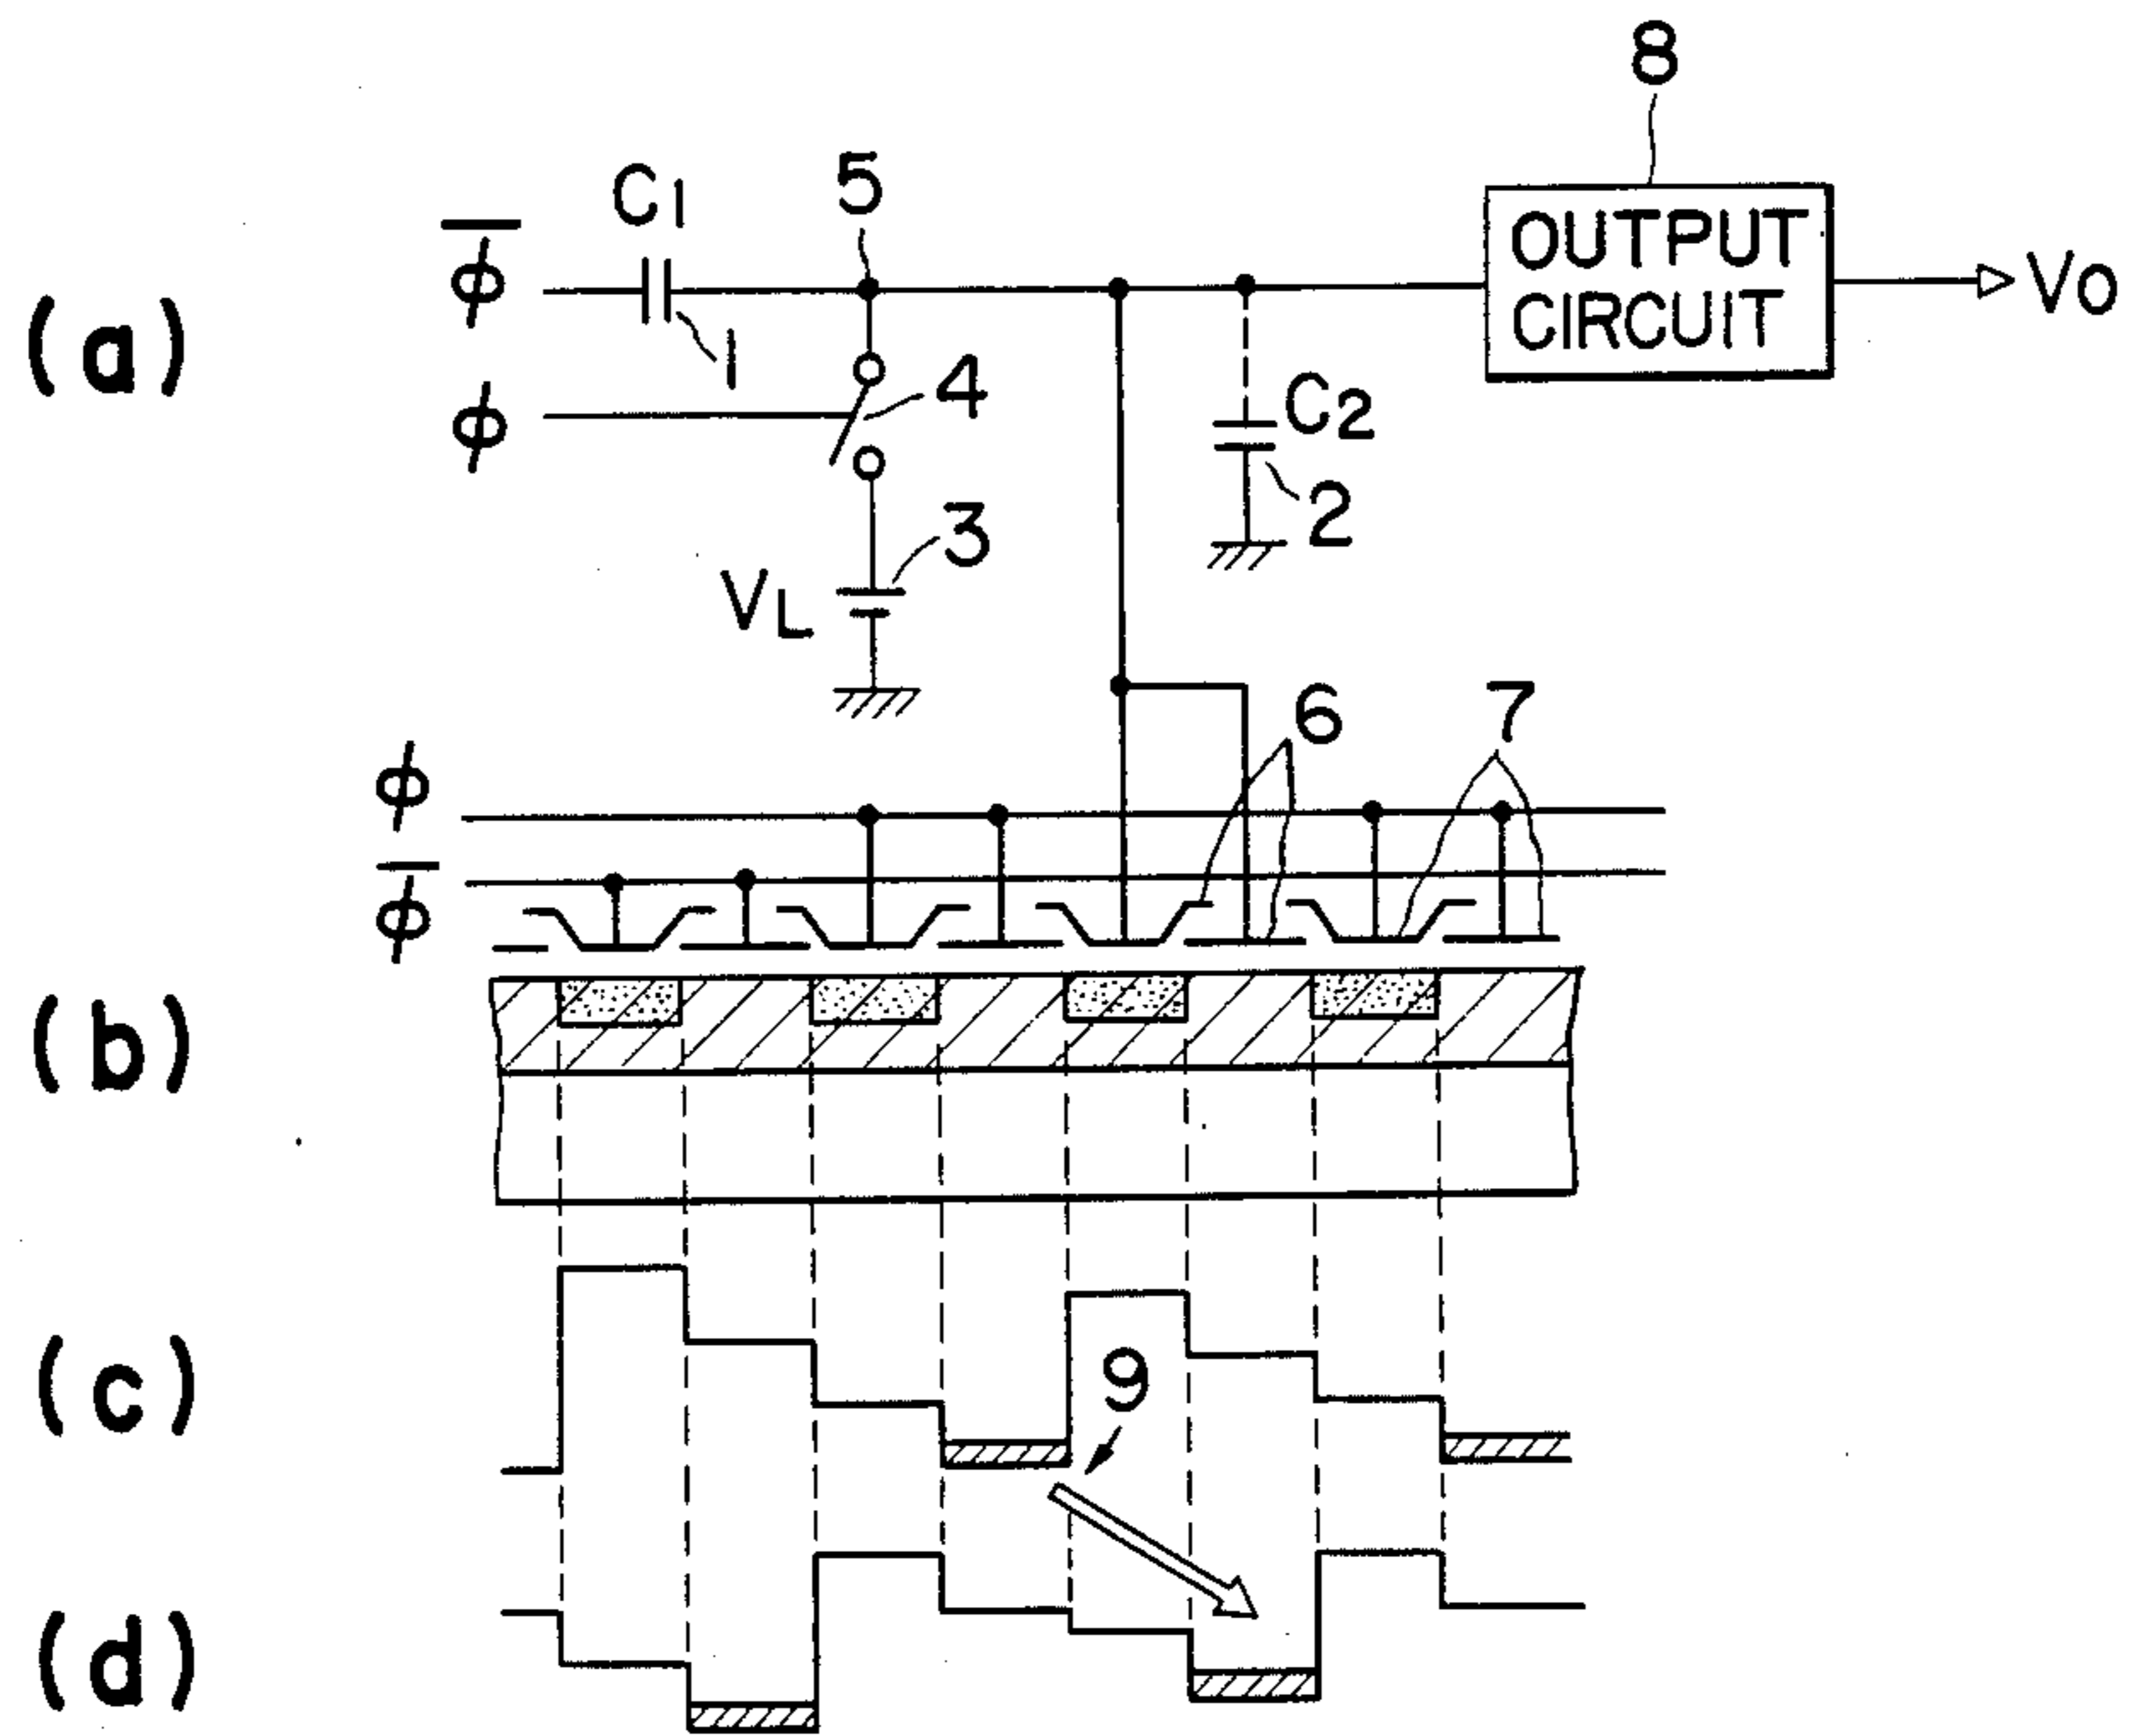 8
C1
5
φ̅
OUTPUT
CIRCUIT
Vo
(a)
1
4
φ
C2
2
3
VL
6
7
φ
φ̅
(b)
(c)
9
(d)